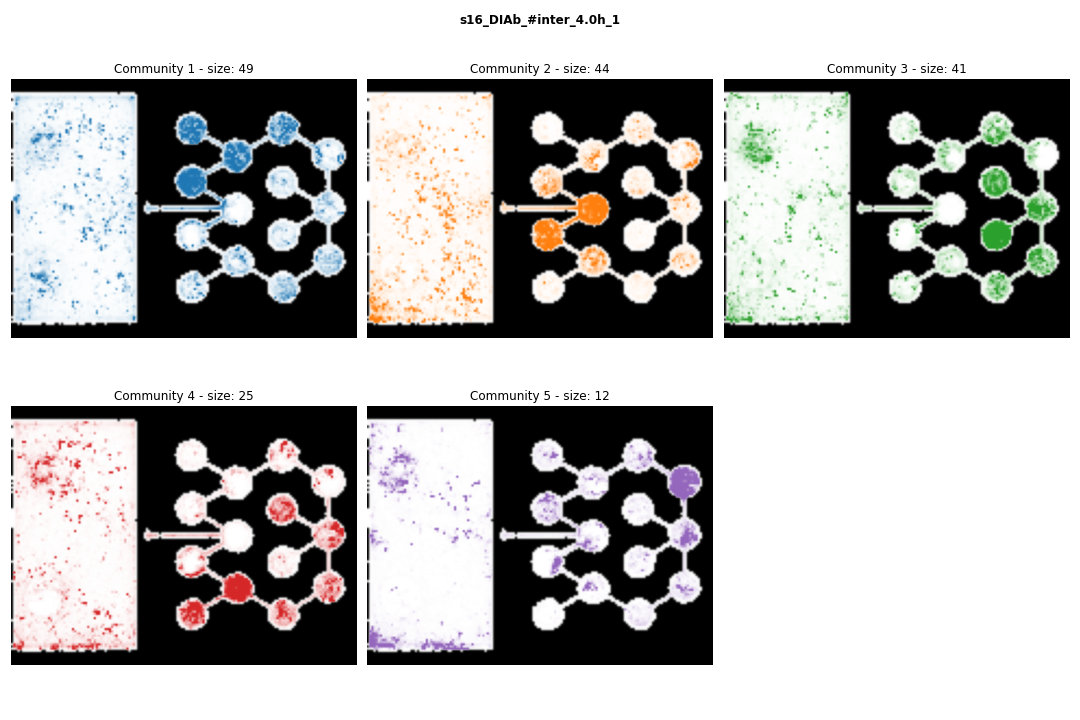 s16_DIAb_#inter_4.0h_1
Community 1 - size: 49
Community 2 - size: 44
Community 3 - size: 41
Community 4 - size: 25
Community 5 - size: 12